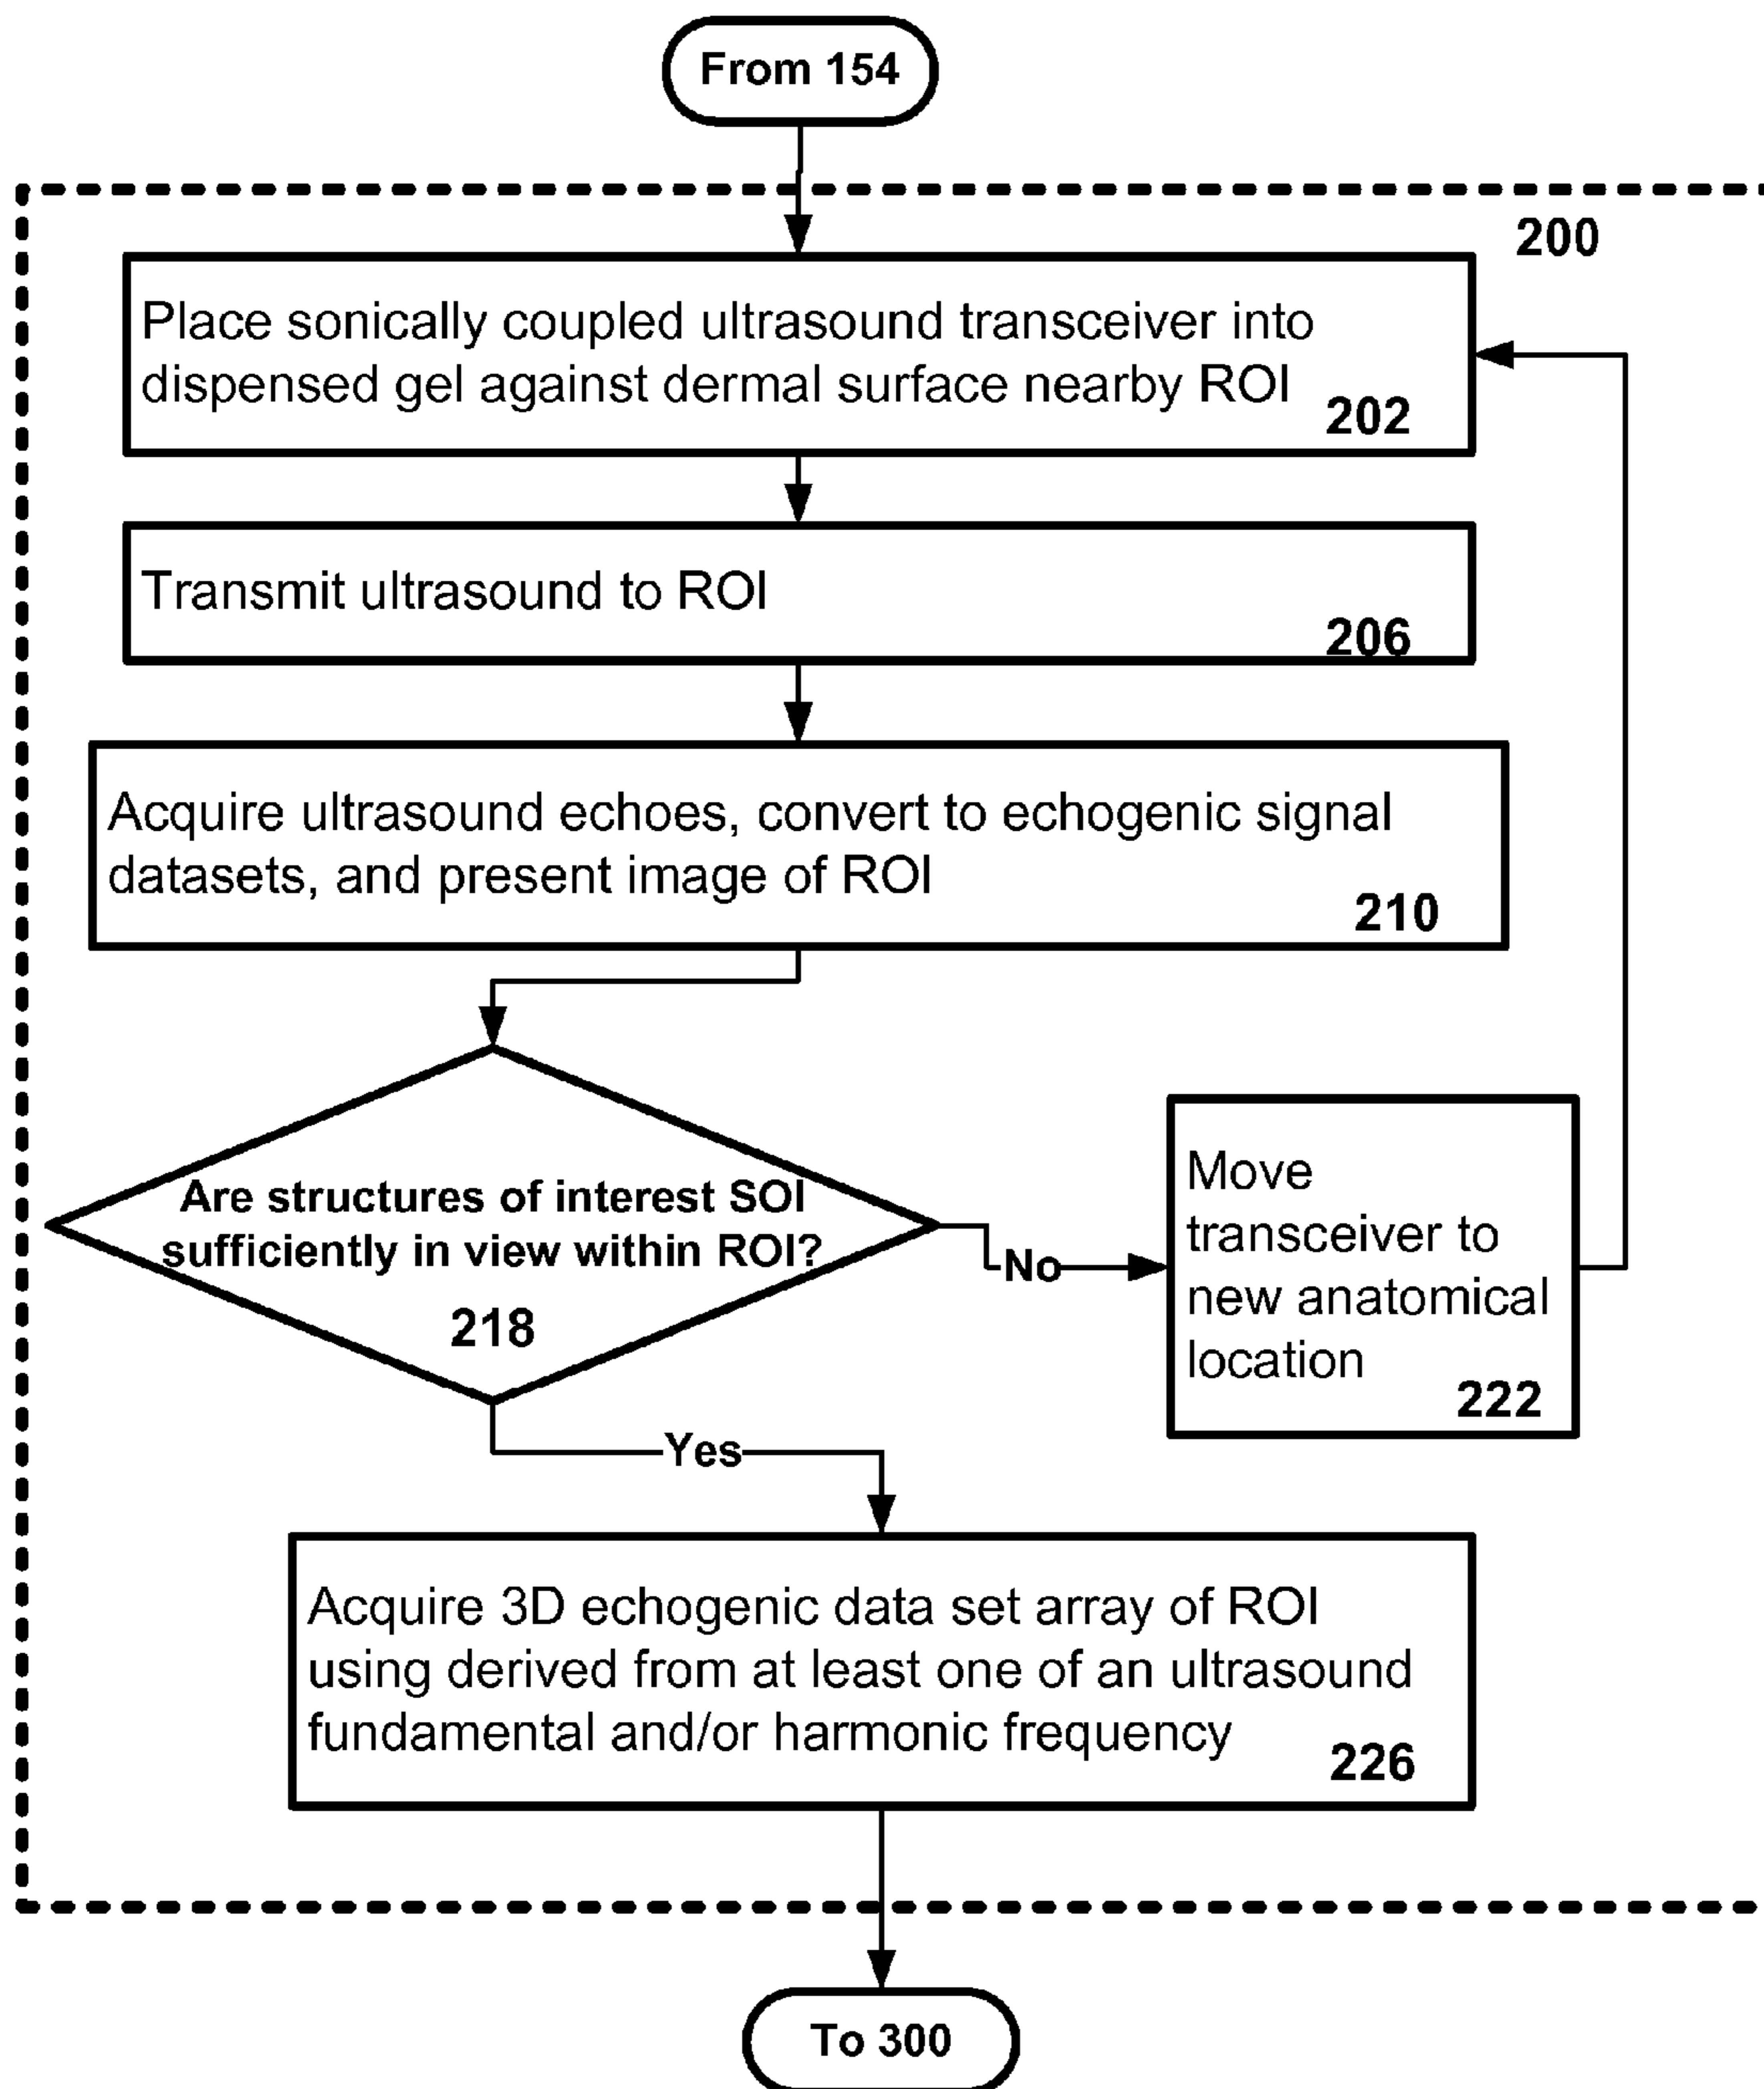 From 154
200
Place sonically coupled ultrasound transceiver into
dispensed gel against dermal surface nearby ROI
202
Transmit ultrasound to ROI
206
Acquire ultrasound echoes, convert to echogenic signal
datasets, and present image of ROI
210
Are structures of interest SOI
sufficiently in view within ROI?
218
No
Move
transceiver to
new anatomical
location
222
Yes
Acquire 3D echogenic data set array of ROI
using derived from at least one of an ultrasound
fundamental and/or harmonic frequency
226
To 300